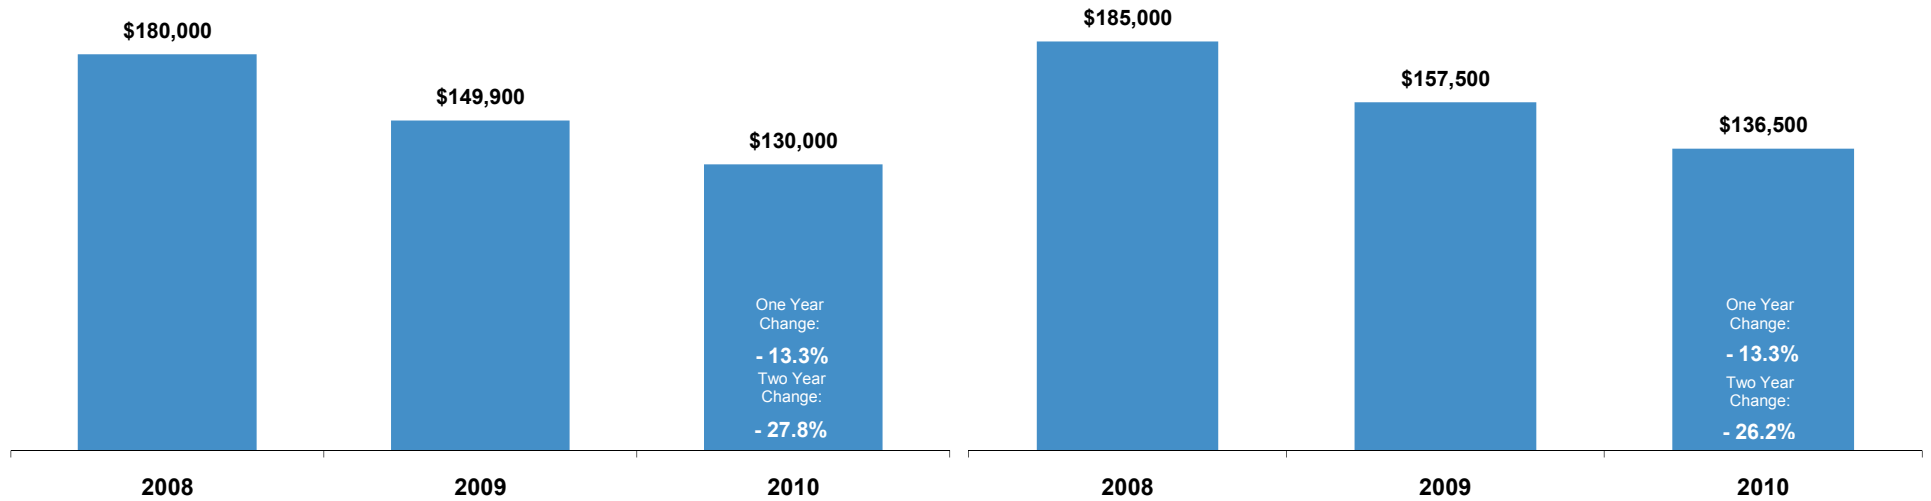 $180,000
$149,900
$130,000
One Year
Change:
- 13.3%
Two Year
Change:
- 27.8%
2008
2009
2010
$185,000
$157,500
$136,500
One Year
Change:
- 13.3%
Two Year
Change:
- 26.2%
2008
2009
2010